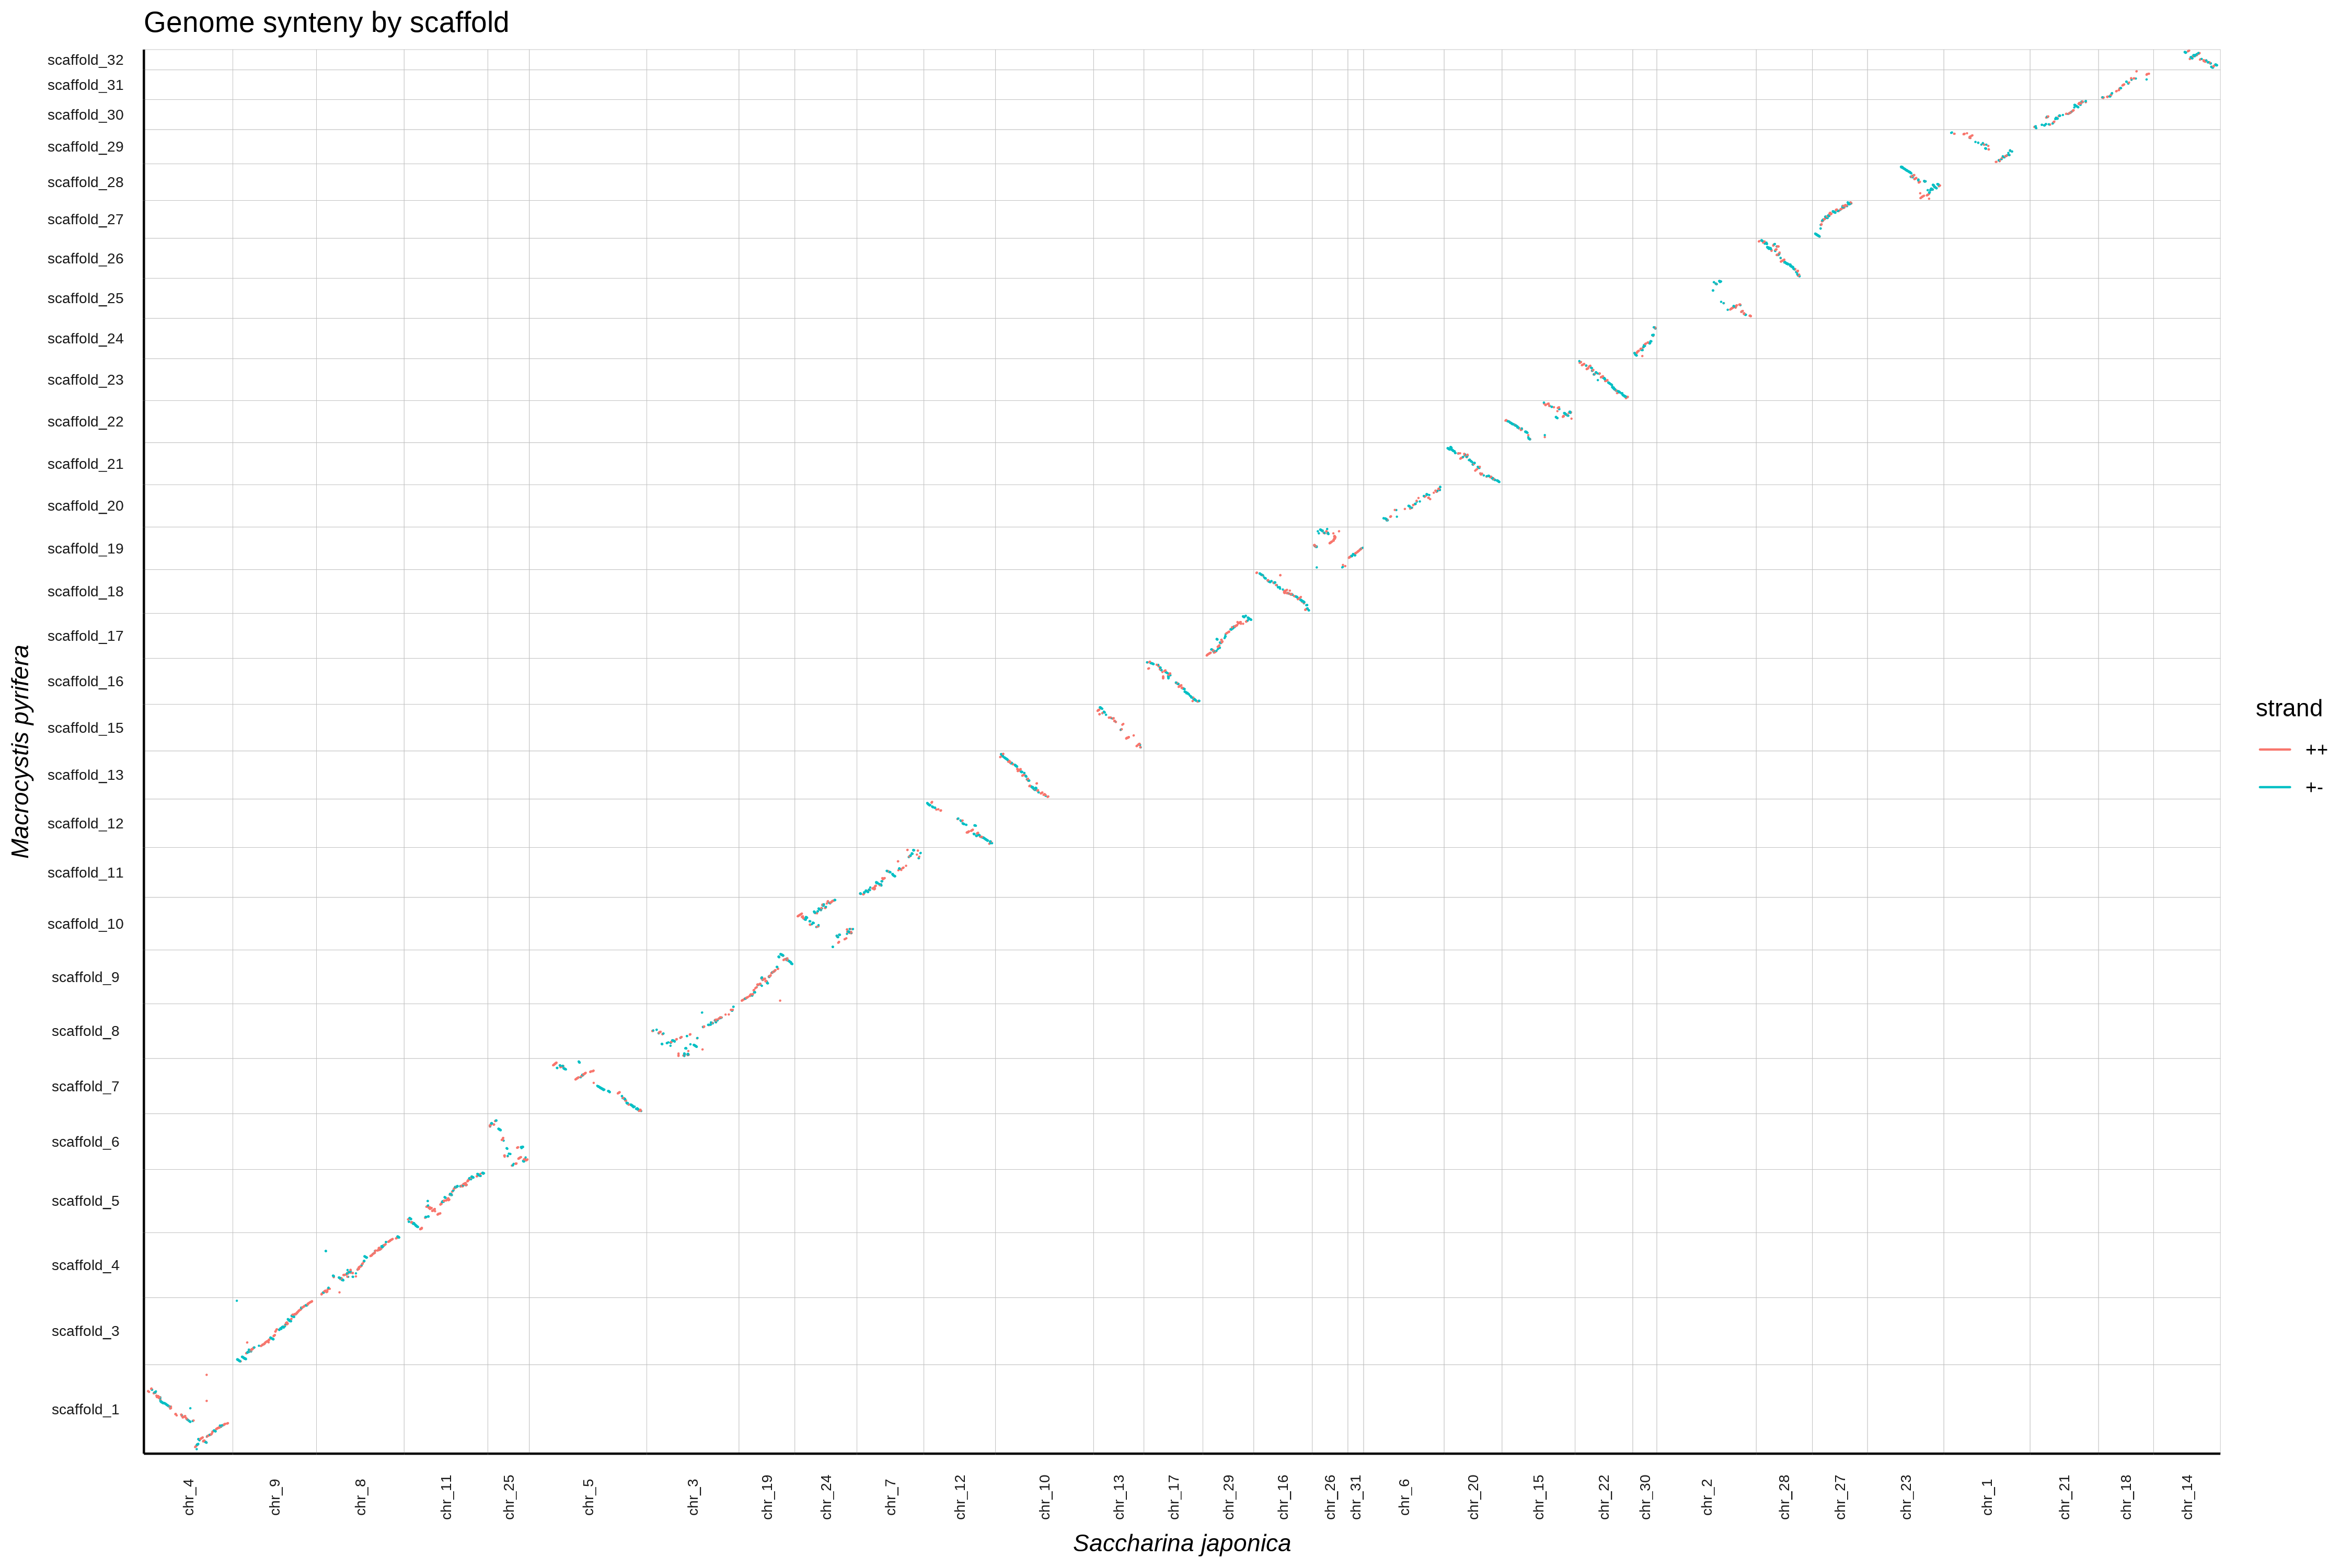 Genome synteny by scaffold
scaffold_32
scaffold_31
scaffold_30
scaffold_29
scaffold_28
scaffold_27
scaffold_26
scaffold_25
scaffold_24
scaffold_23
scaffold_22
scaffold_21
scaffold_20
scaffold_19
scaffold_18
scaffold_17
scaffold_16
scaffold_15
scaffold_13
scaffold_12
scaffold_11
scaffold_10
scaffold_9
scaffold_8
scaffold_7
scaffold_6
scaffold_5
scaffold_4
scaffold_3
scaffold_1
Macrocystis pyrifera
chr_4
chr_9
chr_8
chr_11
chr_25
chr_5
chr_3
chr_19
chr_24
chr_7
chr_12
chr_10
chr_13
chr_17
chr_29
chr_16
chr_26
chr_31
chr_6
chr_20
chr_15
chr_22
chr_30
chr_2
chr_28
chr_27
chr_23
chr_1
chr_21
chr_18
chr_14
Saccharina japonica
strand
++
+-